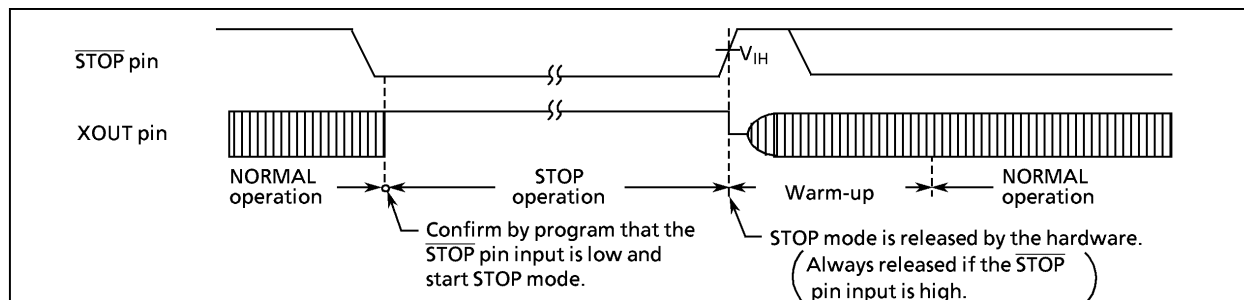 STOP pin
VIH
XOUT pin
NORMAL operation
STOP operation
Warm-up
NORMAL operation
Confirm by program that the
STOP pin input is low and
start STOP mode.
STOP mode is released by the hardware.
(Always released if the STOP
pin input is high.)